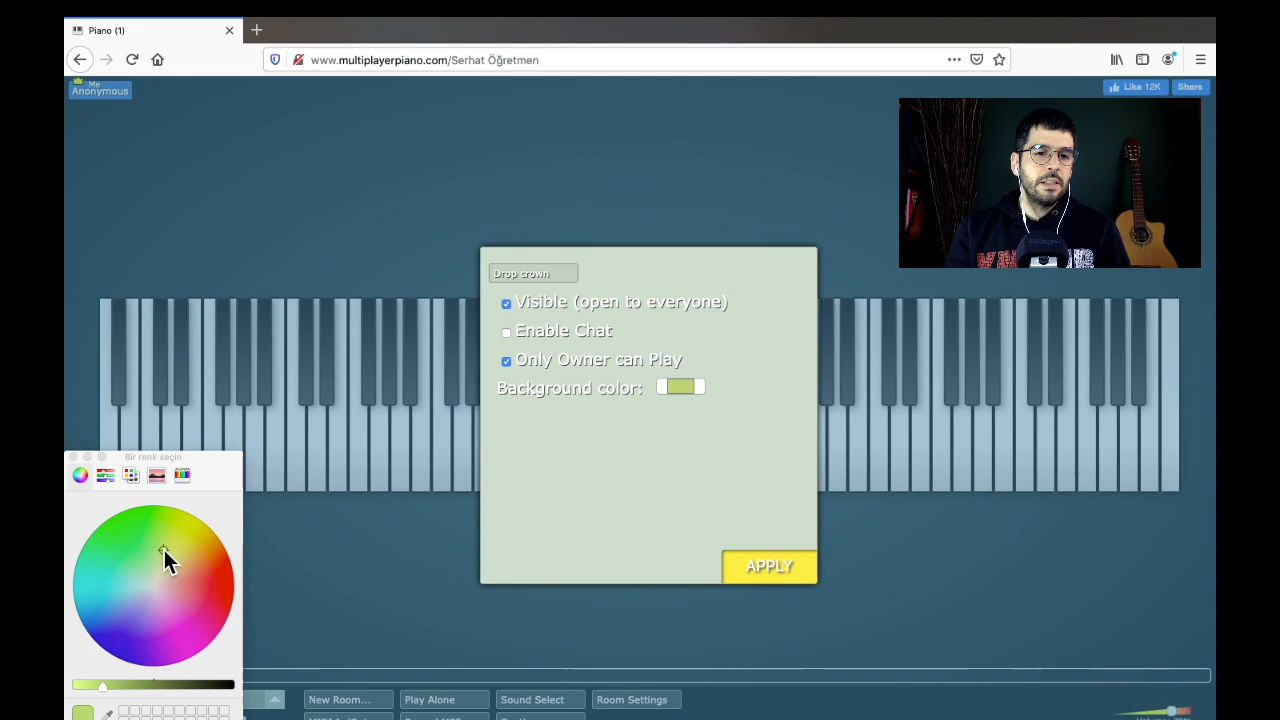 Piano (1)
www.multiplayerpiano.com/Serhat Öğretmen
Me
Anonymous
Like 12K
Share
Drop crown
Visible (open to everyone)
Enable Chat
Only Owner can Play
Background color:
APPLY
Bir renk seçin
New Room...
Play Alone
Sound Select
Room Settings